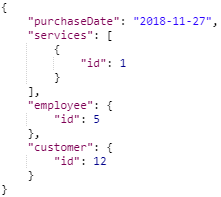 {
    "purchaseDate": "2018-11-27",
    "services": [
        {
            "id": 1
        }
    ],
    "employee": {
        "id": 5
    },
    "customer": {
        "id": 12
    }
}